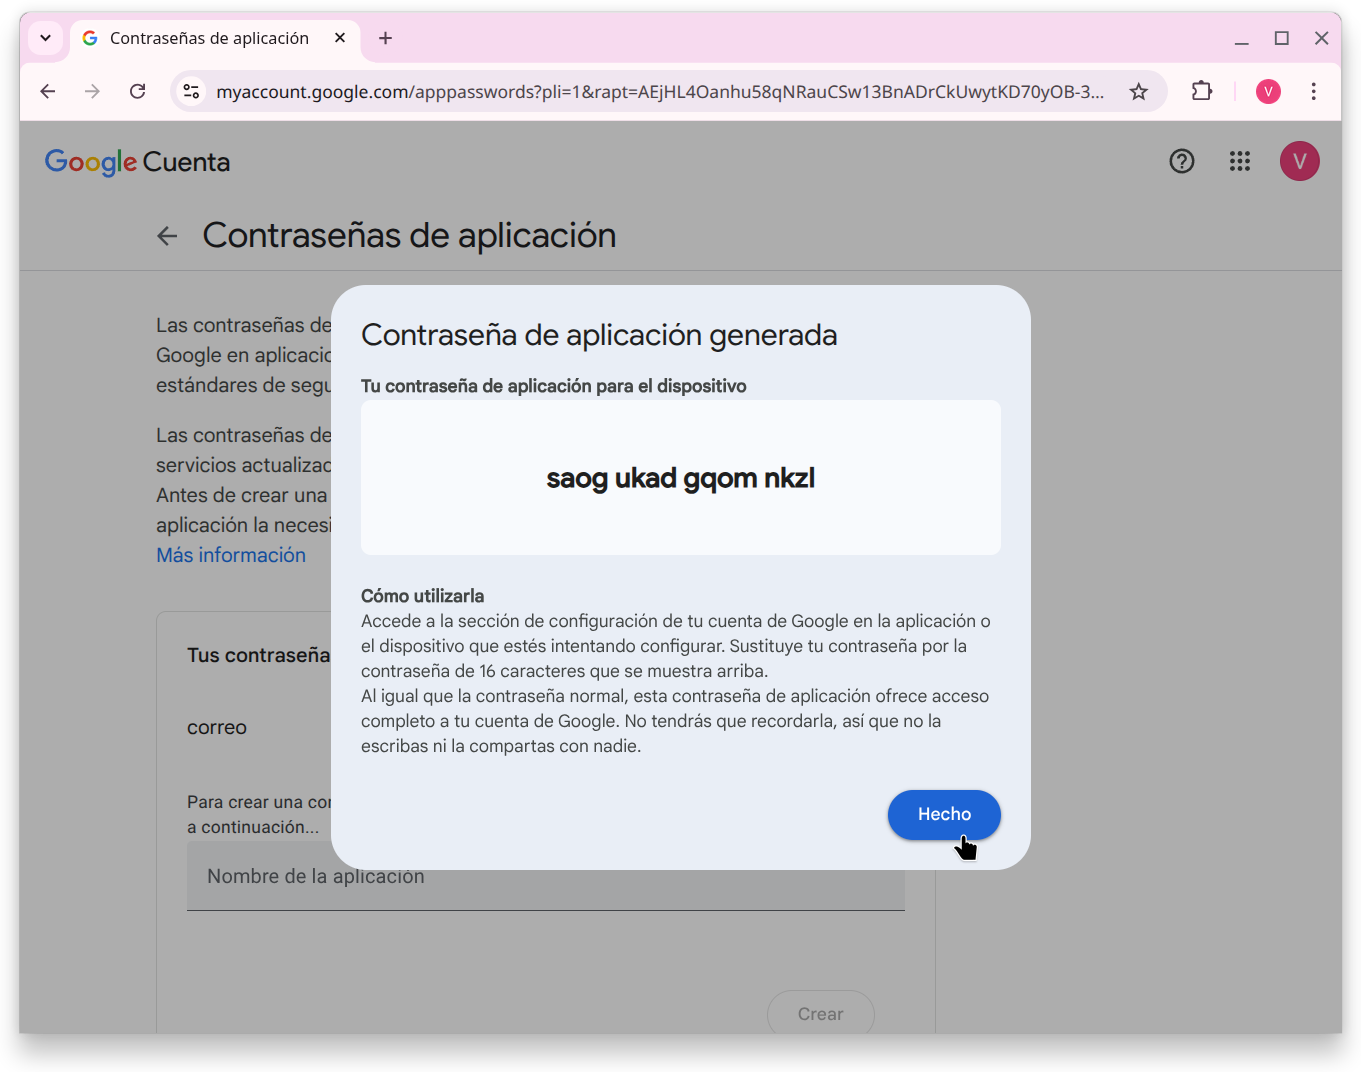 Contraseñas de aplicación
myaccount.google.com/apppasswords?pli=1&rapt=AEjHL4Oanhu58qNRauCSw13BnADrCkUwytKD70yOB-3...
V
Google Cuenta
V
Contraseñas de aplicación
Las contraseñas de
Google en aplicacio
estándares de segu
Las contraseñas de
servicios actualizad
Antes de crear una
aplicación la necesi
Más información
Tus contraseña
correo
Para crear una con
a continuación...
Nombre de la aplicación
Crear
Contraseña de aplicación generada
Tu contraseña de aplicación para el dispositivo
saog ukad gqom nkzl
Cómo utilizarla
Accede a la sección de configuración de tu cuenta de Google en la aplicación o
el dispositivo que estés intentando configurar. Sustituye tu contraseña por la
contraseña de 16 caracteres que se muestra arriba.
Al igual que la contraseña normal, esta contraseña de aplicación ofrece acceso
completo a tu cuenta de Google. No tendrás que recordarla, así que no la
escribas ni la compartas con nadie.
Hecho